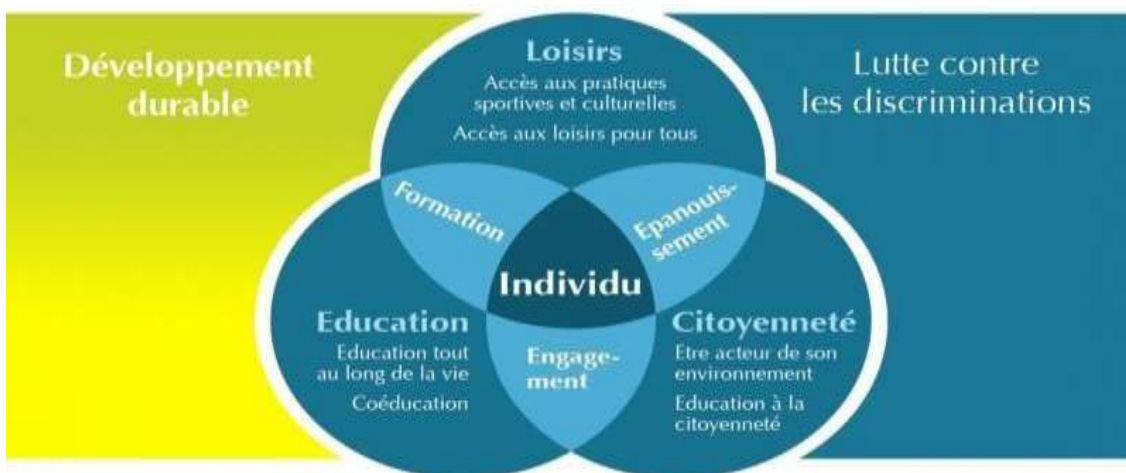 Développement
durable
Loisirs
Accès aux pratiques
sportives et culturelles
Accès aux loisirs pour tous
Lutte contre
les discriminations
Formation
Epanouis-
sement
Individu
Education
Education tout
au long de la vie
Coéducation
Engage-
ment
Citoyenneté
Etre acteur de son
environnement
Education à la
citoyenneté